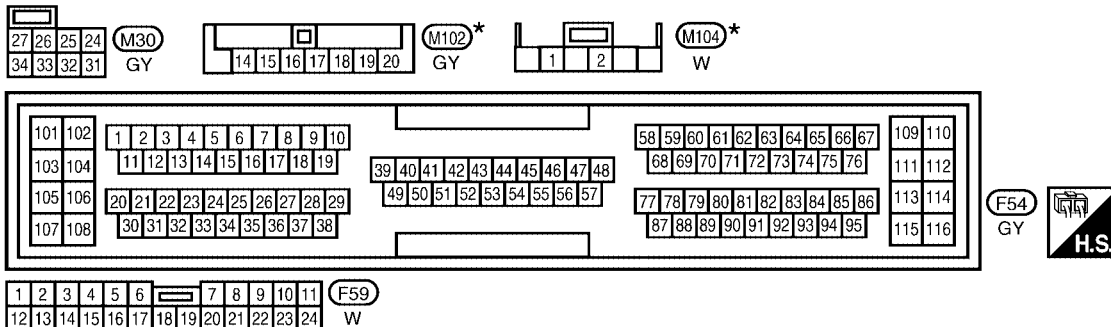 27 26 25 24 M30
34 33 32 31 GY
M102 *
14 15 16 17 18 19 20 GY
M104 *
1 2 W
101 102
103 104
105 106
107 108
1 2 3 4 5 6 7 8 9 10
11 12 13 14 15 16 17 18 19
20 21 22 23 24 25 26 27 28 29
30 31 32 33 34 35 36 37 38
39 40 41 42 43 44 45 46 47 48
49 50 51 52 53 54 55 56 57
58 59 60 61 62 63 64 65 66 67
68 69 70 71 72 73 74 75 76
77 78 79 80 81 82 83 84 85 86
87 88 89 90 91 92 93 94 95
109 110
111 112
113 114
115 116
F54
GY
H.S.
1 2 3 4 5 6 7 8 9 10 11 F59
12 13 14 15 16 17 18 19 20 21 22 23 24 W